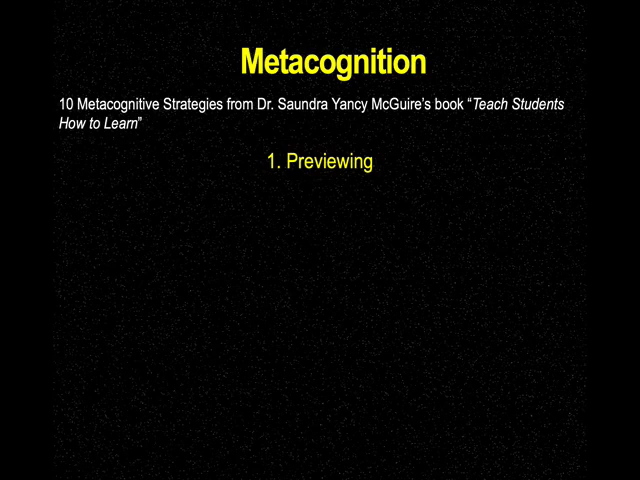 Metacognition
10 Metacognitive Strategies from Dr. Saundra Yancy McGuire’s book “Teach Students
How to Learn”
1. Previewing